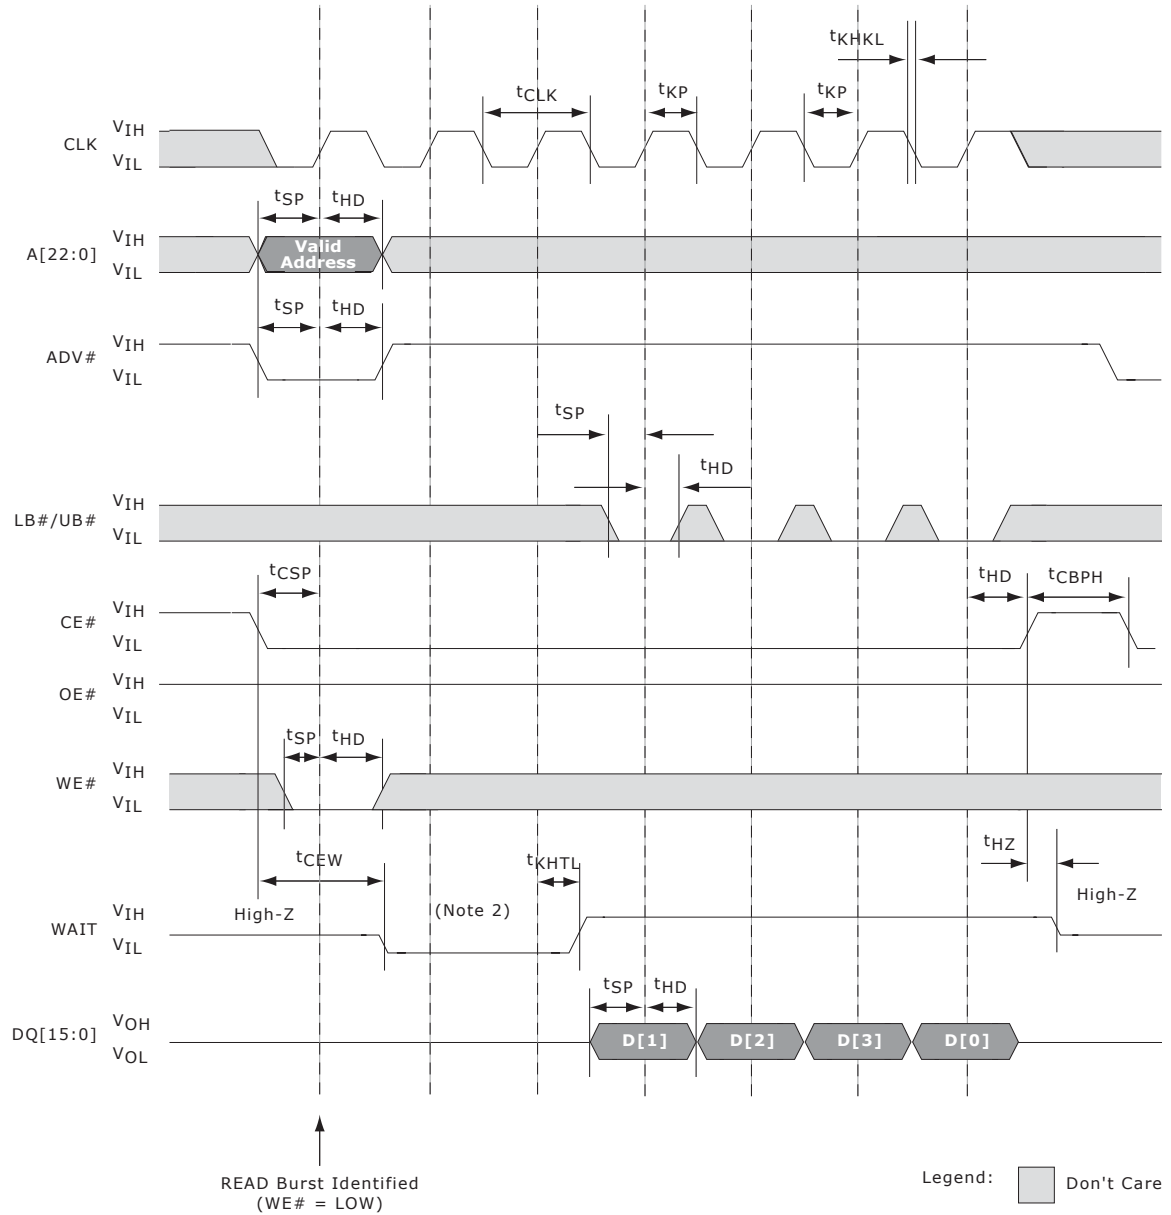 tKHKL
tCLK
tKP
tKP
CLK
VIH
VIL
tSP
tHD
A[22:0]
VIH
VIL
Valid
Address
tSP
tHD
ADV#
VIH
VIL
tSP
tHD
LB#/UB#
VIH
VIL
tCSP
tHD
tCBPH
CE#
VIH
VIL
OE#
VIH
VIL
tSP
tHD
WE#
VIH
VIL
tCEW
tKHTL
tHZ
High-Z
(Note 2)
High-Z
WAIT
VIH
VIL
tSP
tHD
DQ[15:0]
VOH
VOL
D[1]
D[2]
D[3]
D[0]
READ Burst Identified
(WE# = LOW)
Legend:
Don't Care